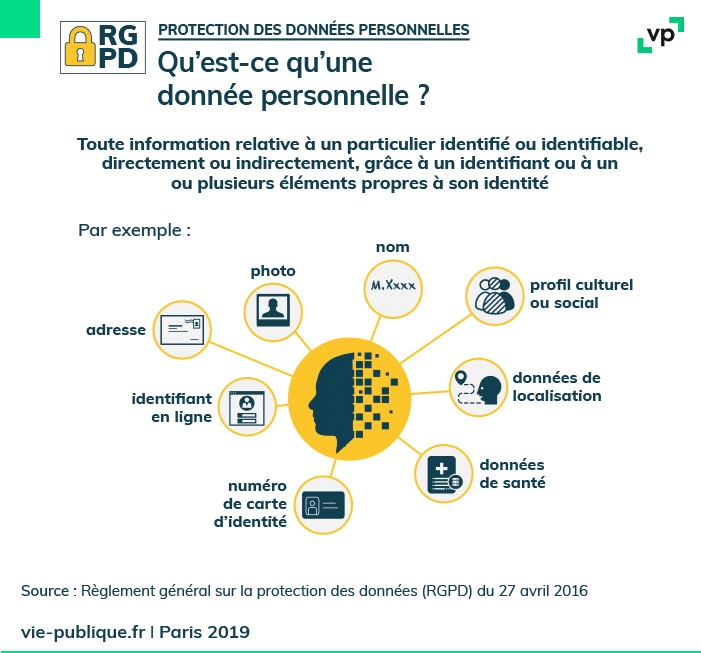 RG
PD
PROTECTION DES DONNÉES PERSONNELLES
Qu'est-ce qu'une
donnée personnelle ?
vp
Toute information relative à un particulier identifié ou identifiable,
directement ou indirectement, grâce à un identifiant ou à un
ou plusieurs éléments propres à son identité
Par exemple :
nom
M.Xxxx
photo
profil culturel
ou social
adresse
données de
localisation
identifiant
en ligne
données
de santé
numéro
de carte
d'identité
Source : Règlement général sur la protection des données (RGPD) du 27 avril 2016
vie-publique.fr I Paris 2019